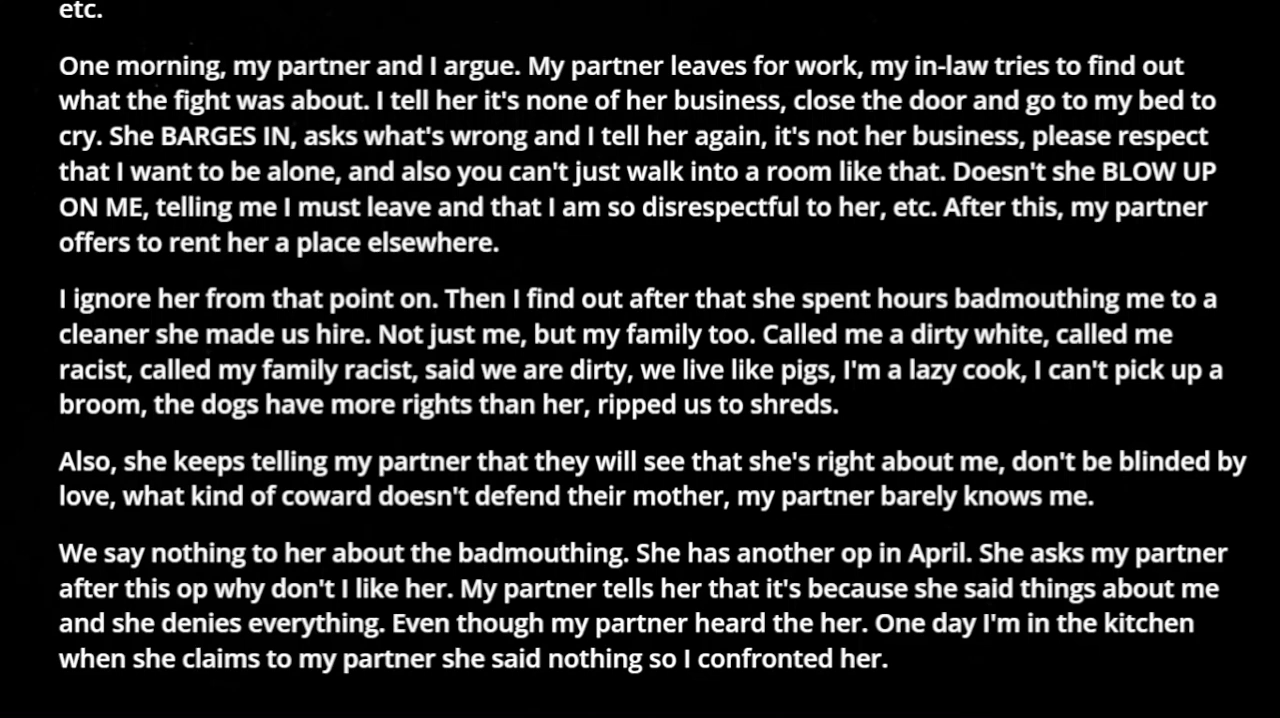 etc.
One morning, my partner and I argue. My partner leaves for work, my in-law tries to find out
what the fight was about. I tell her it's none of her business, close the door and go to my bed to
cry. She BARGES IN, asks what's wrong and I tell her again, it's not her business, please respect
that I want to be alone, and also you can't just walk into a room like that. Doesn't she BLOW UP
ON ME, telling me I must leave and that I am so disrespectful to her, etc. After this, my partner
offers to rent her a place elsewhere.
I ignore her from that point on. Then I find out after that she spent hours badmouthing me to a
cleaner she made us hire. Not just me, but my family too. Called me a dirty white, called me
racist, called my family racist, said we are dirty, we live like pigs, I'm a lazy cook, I can't pick up a
broom, the dogs have more rights than her, ripped us to shreds.
Also, she keeps telling my partner that they will see that she's right about me, don't be blinded by
love, what kind of coward doesn't defend their mother, my partner barely knows me.
We say nothing to her about the badmouthing. She has another op in April. She asks my partner
after this op why don't I like her. My partner tells her that it's because she said things about me
and she denies everything. Even though my partner heard the her. One day I'm in the kitchen
when she claims to my partner she said nothing so I confronted her.